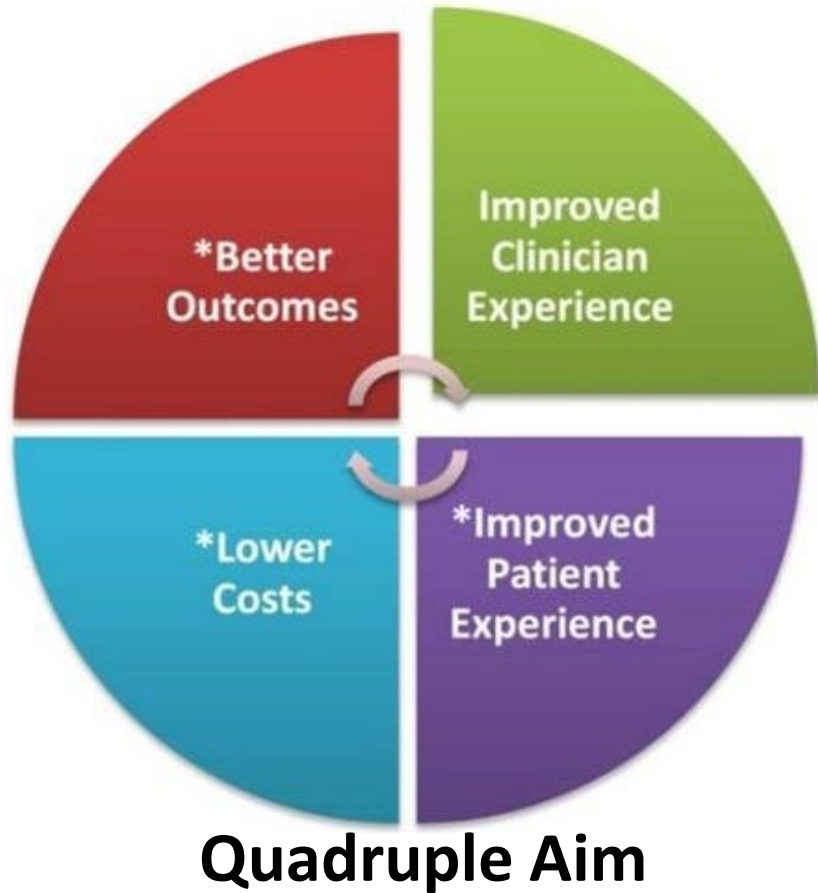 *Better
Outcomes
Improved
Clinician
Experience
*Lower
Costs
*Improved
Patient
Experience
Quadruple Aim